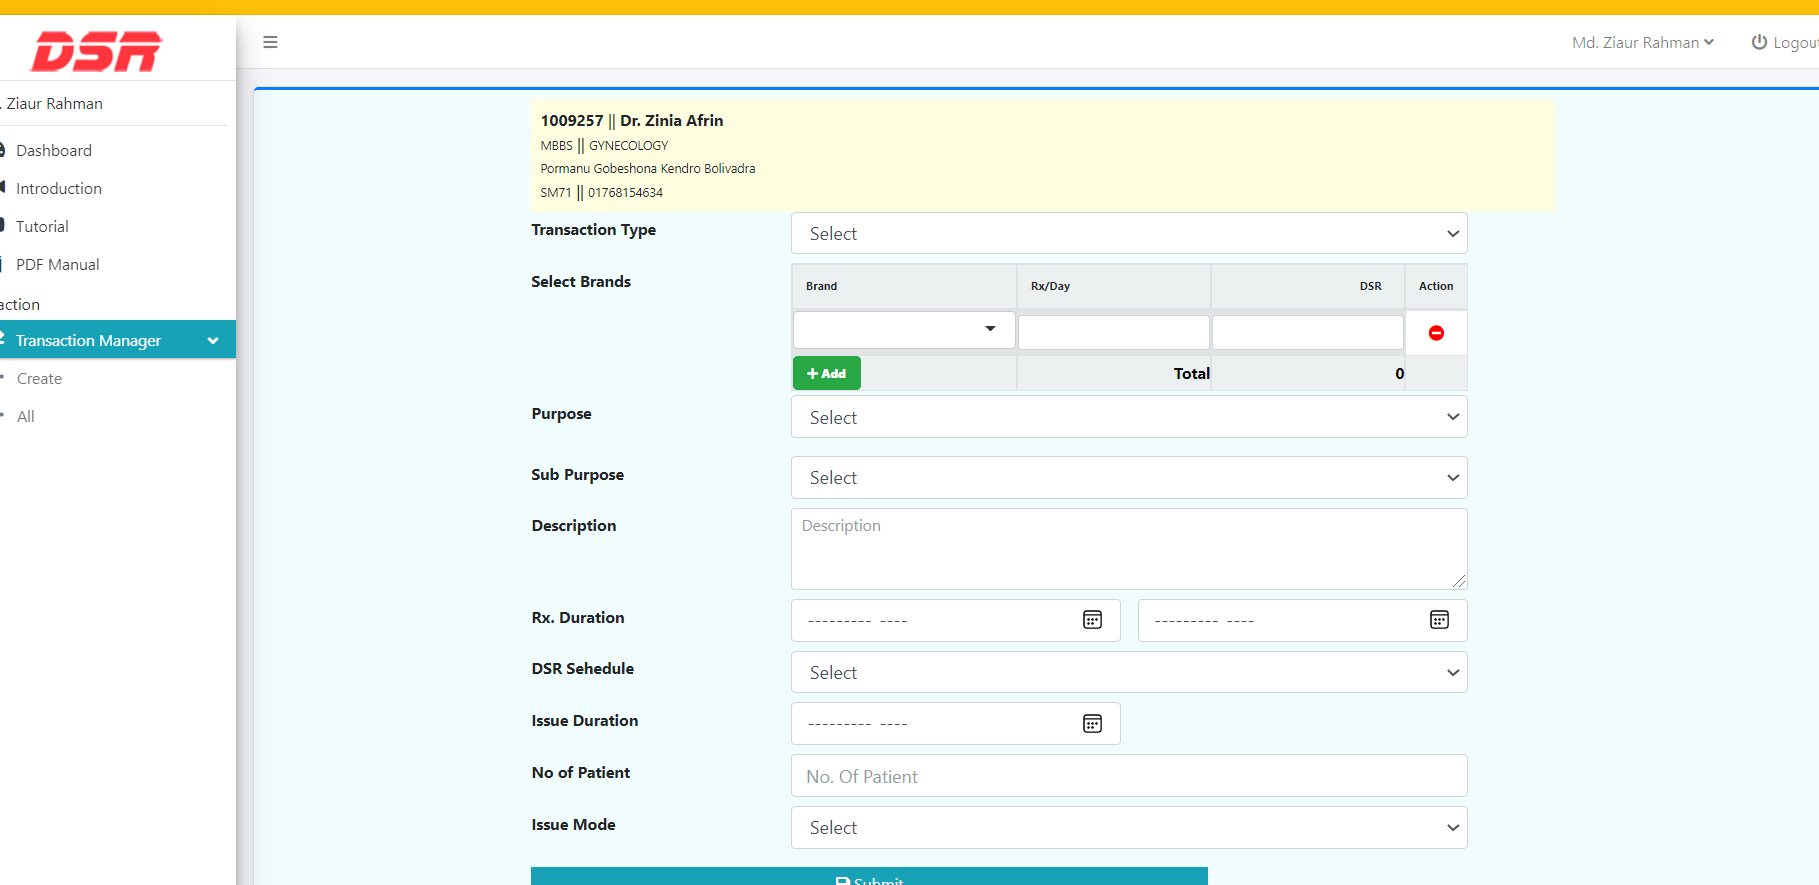 DSR
Md. Ziaur Rahman
Logout
. Ziaur Rahman
Dashboard
Introduction
Tutorial
PDF Manual
action
Transaction Manager
Create
All
1009257 || Dr. Zinia Afrin
MBBS || GYNECOLOGY
Pormanu Gobeshona Kendro Bolivadra
SM71 || 01768154634
Transaction Type
Select
Select Brands
Brand Rx/Day DSR Action
+ Add Total 0
Purpose
Select
Sub Purpose
Select
Description
Description
Rx. Duration
--------- ---- --------- ----
DSR Sehedule
Select
Issue Duration
--------- ----
No of Patient
No. Of Patient
Issue Mode
Select
Submit